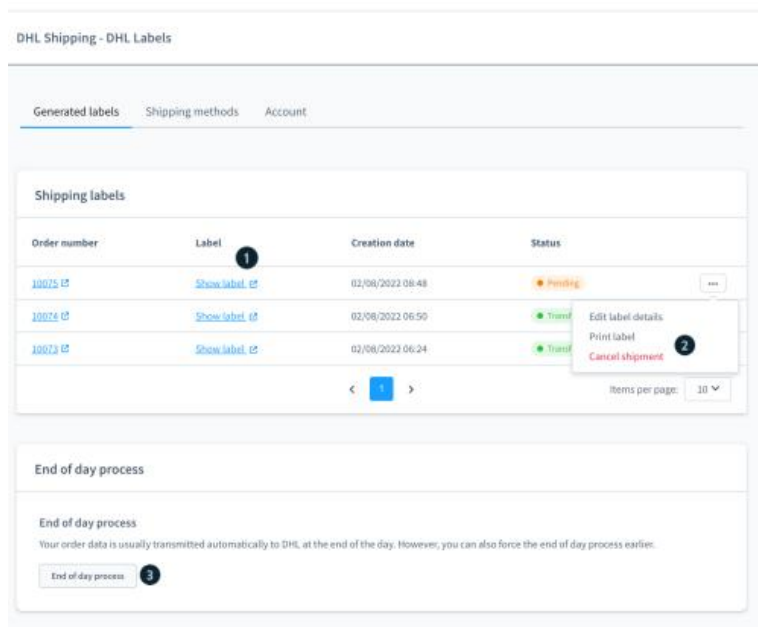 DHL Shipping - DHL Labels
Generated labels Shipping methods Account
Shipping labels
Order number Label Creation date Status
1
10075 Show label 02/08/2022 08:48 Pending ...
10074 Show label 02/08/2022 06:50 Edit label details
Print label 2
10073 Show label 02/08/2022 06:24 Cancel shipment
< 1 > Items per page: 10
End of day process
End of day process
Your order data is usually transmitted automatically to DHL at the end of the day. However, you can also force the end of day process earlier.
End of day process 3